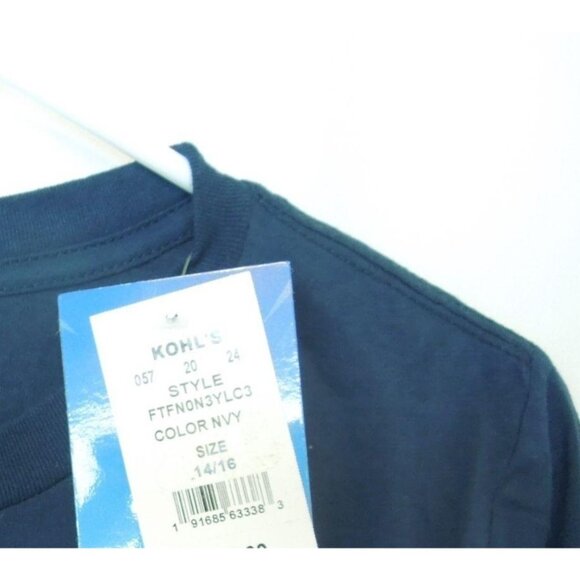 KOHL'S
057 20 24
STYLE
FTFN0N3YLC3
COLOR NVY
SIZE
14/16
1 91685 63338 3